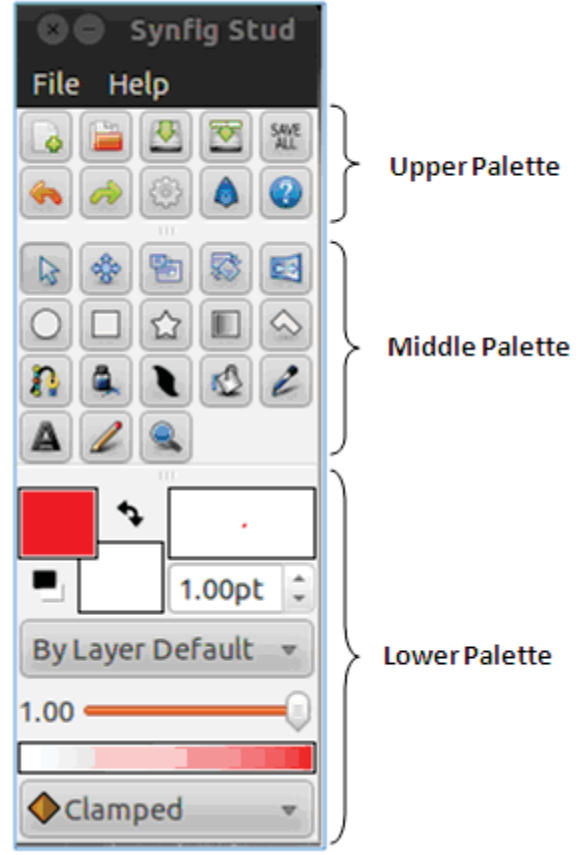 Synfig Stud
File Help
SAVE
ALL
Upper Palette
Middle Palette
1.00pt
By Layer Default
Lower Palette
1.00
Clamped